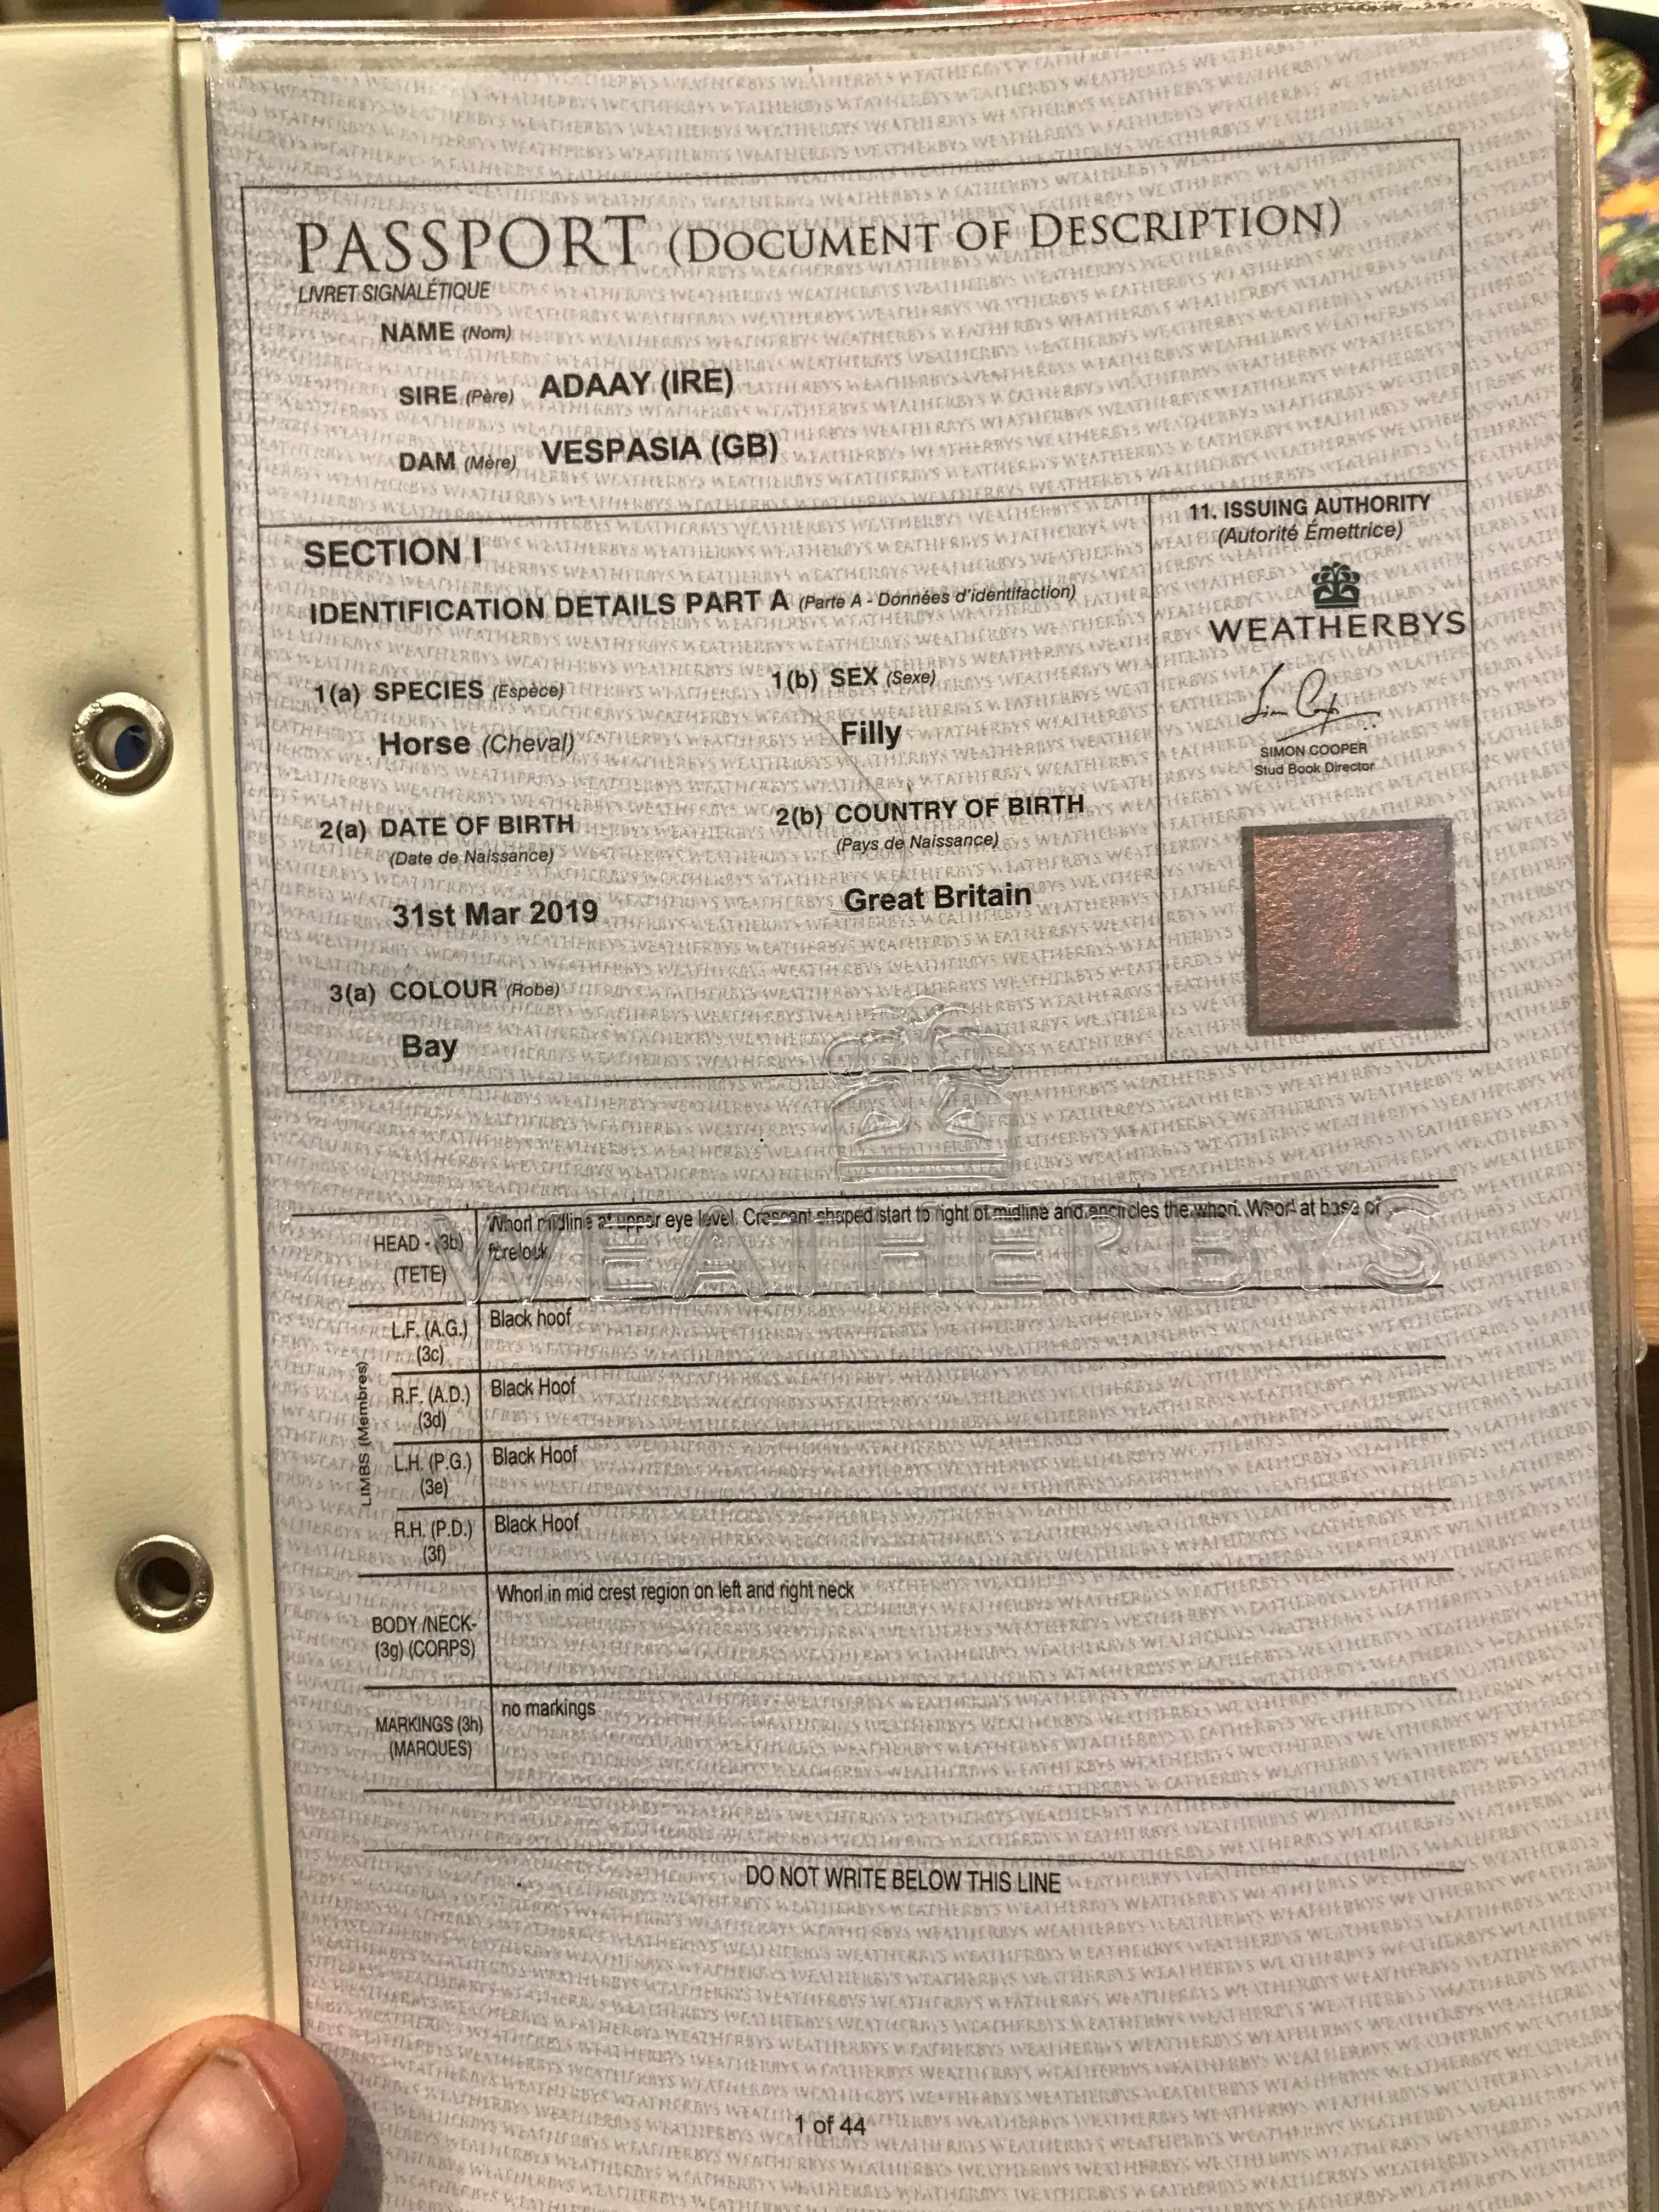 PASSPORT (DOCUMENT OF DESCRIPTION)
LIVRET SIGNALÉTIQUE
NAME (Nom)
SIRE (Père) ADAAY (IRE)
DAM (Mère) VESPASIA (GB)
SECTION I
IDENTIFICATION DETAILS PART A (Parte A - Données d'identifaction)
1(a) SPECIES (Espèce)
Horse (Cheval)
1(b) SEX (Sexe)
Filly
2(a) DATE OF BIRTH
(Date de Naissance)
31st Mar 2019
2(b) COUNTRY OF BIRTH
(Pays de Naissance)
Great Britain
3(a) COLOUR (Robe)
Bay
11. ISSUING AUTHORITY
(Autorité Émettrice)
WEATHERBYS
SIMON COOPER
Stud Book Director
WEATHERBYS
HEAD - (3b)
(TETE)
Whorl midline at upper eye level. Crescent shaped start to right of midline and encircles the whorl. Whorl at base of
forelock
LIMBS (Membres)
L.F. (A.G.)
(3c)
Black hoof
R.F. (A.D.)
(3d)
Black Hoof
L.H. (P.G.)
(3e)
Black Hoof
R.H. (P.D.)
(3f)
Black Hoof
BODY /NECK-
(3g) (CORPS)
Whorl in mid crest region on left and right neck
MARKINGS (3h)
(MARQUES)
no markings
DO NOT WRITE BELOW THIS LINE
1 of 44